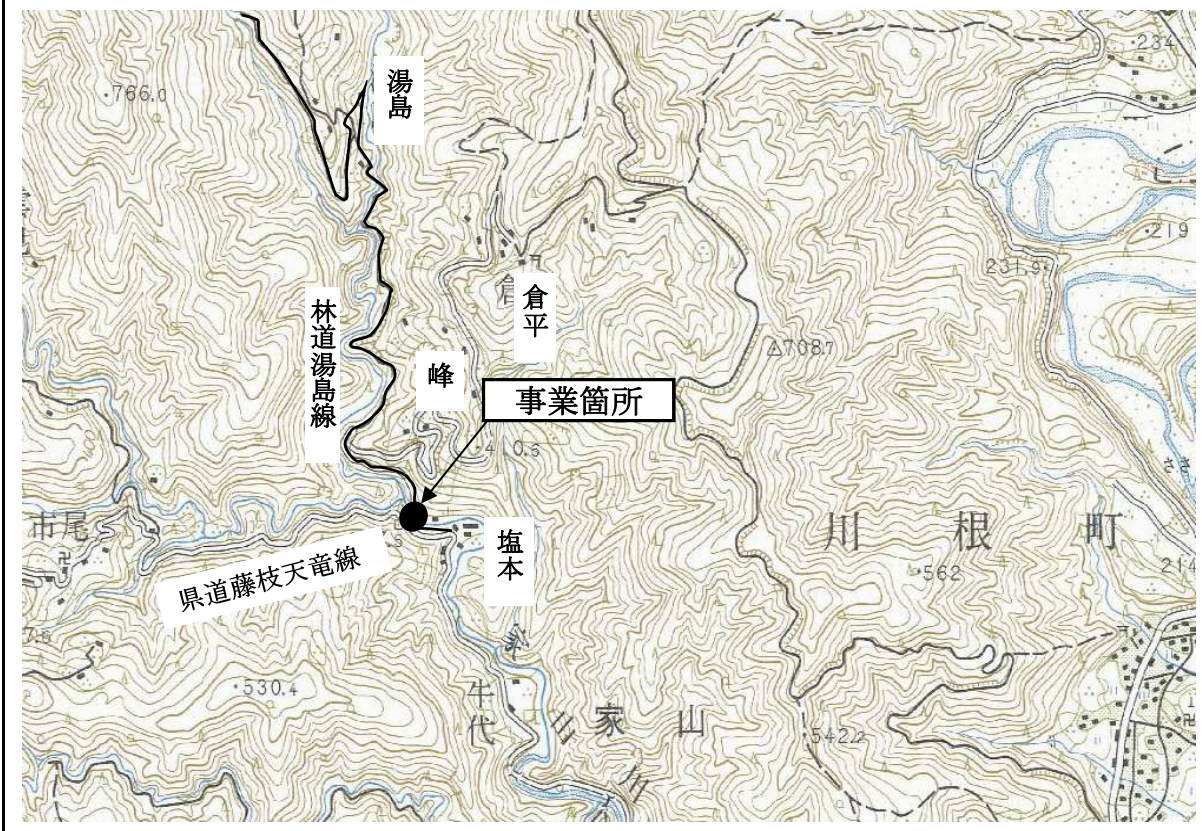 ・234
湯島
・766.0
・219
231.9
倉平
林道湯島線
△708.7
峰
事業箇所
・410.3
川根町
市尾
塩本
県道藤枝天竜線
・562
214
・530.4
牛代
家山
・542.2